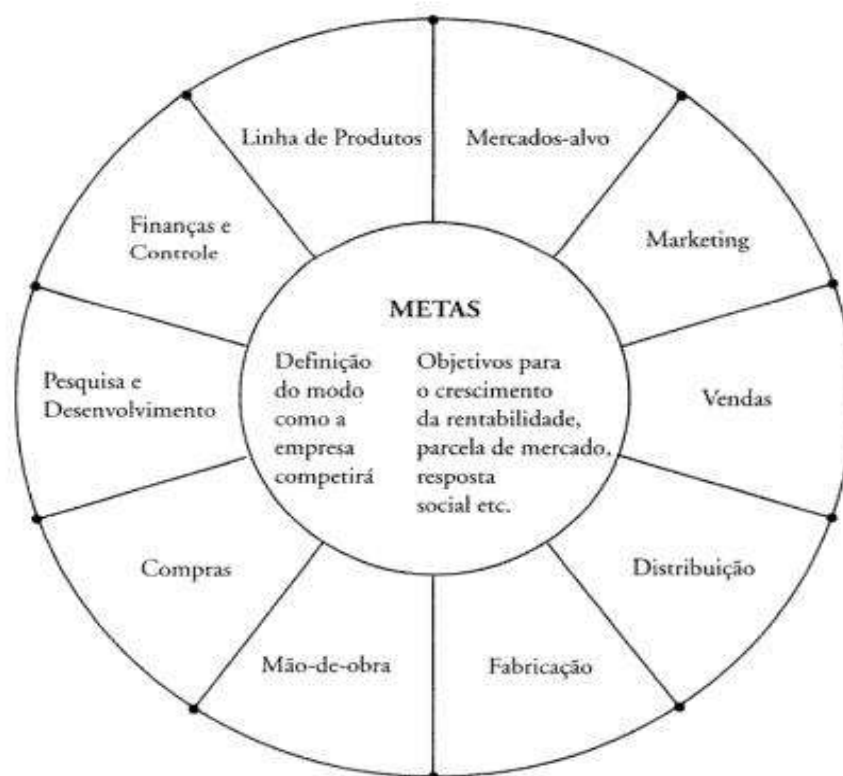 Linha de Produtos
Mercados-alvo
Marketing
Vendas
Distribuição
Fabricação
Mão-de-obra
Compras
Pesquisa e
Desenvolvimento
Finanças e
Controle
METAS
Definição
do modo
como a
empresa
competirá
Objetivos para
o crescimento
da rentabilidade,
parcela de mercado,
resposta
social etc.